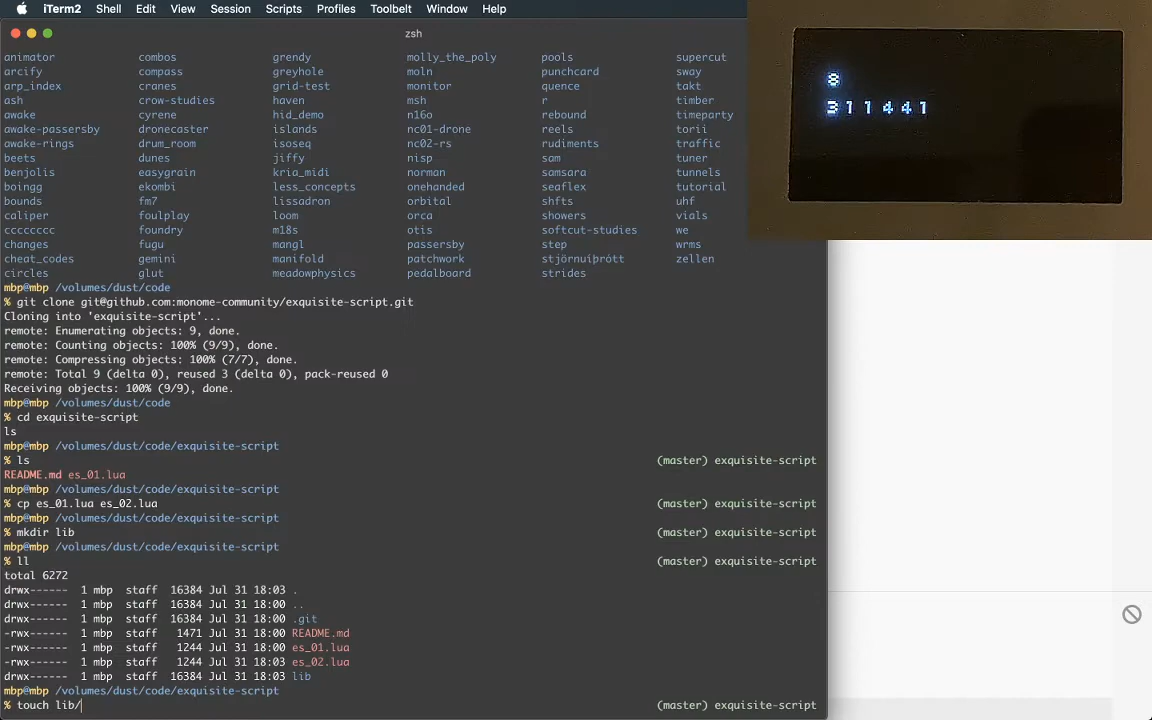 iTerm2 Shell Edit View Session Scripts Profiles Toolbelt Window Help
zsh
animator combos grendy molly_the_poly pools supercut
arcify compass greyhole moln punchcard sway
arp_index cranes grid-test monitor quence takt
ash crow-studies haven msh r timber
awake cyrene hid_demo n16o rebound timeparty
awake-passersby dronecaster islands nc01-drone reels torii
awake-rings drum_room isoseq nc02-rs rudiments traffic
beets dunes jiffy nisp sam tuner
benjolis easygrain kria_midi norman samsara tunnels
boingg ekombi less_concepts onehanded seaflex tutorial
bounds fm7 lissadron orbital shfts uhf
caliper foulplay loom orca showers vials
cccccccc foundry m18s otis softcut-studies we
changes fugu mangl passersby step wrms
cheat_codes gemini manifold patchwork stjörnuíþrótt zellen
circles glut meadowphysics pedalboard strides
mbp@mbp /volumes/dust/code
% git clone git@github.com:monome-community/exquisite-script.git
Cloning into 'exquisite-script'...
remote: Enumerating objects: 9, done.
remote: Counting objects: 100% (9/9), done.
remote: Compressing objects: 100% (7/7), done.
remote: Total 9 (delta 0), reused 3 (delta 0), pack-reused 0
Receiving objects: 100% (9/9), done.
mbp@mbp /volumes/dust/code
% cd exquisite-script
ls
mbp@mbp /volumes/dust/code/exquisite-script
% ls (master) exquisite-script
README.md es_01.lua
mbp@mbp /volumes/dust/code/exquisite-script
% cp es_01.lua es_02.lua (master) exquisite-script
mbp@mbp /volumes/dust/code/exquisite-script
% mkdir lib (master) exquisite-script
mbp@mbp /volumes/dust/code/exquisite-script
% ll (master) exquisite-script
total 6272
drwx------ 1 mbp staff 16384 Jul 31 18:03 .
drwx------ 1 mbp staff 16384 Jul 31 18:00 ..
drwx------ 1 mbp staff 16384 Jul 31 18:00 .git
-rwx------ 1 mbp staff 1471 Jul 31 18:00 README.md
-rwx------ 1 mbp staff 1244 Jul 31 18:00 es_01.lua
-rwx------ 1 mbp staff 1244 Jul 31 18:03 es_02.lua
drwx------ 1 mbp staff 16384 Jul 31 18:03 lib
mbp@mbp /volumes/dust/code/exquisite-script
% touch lib/ (master) exquisite-script
8
311441